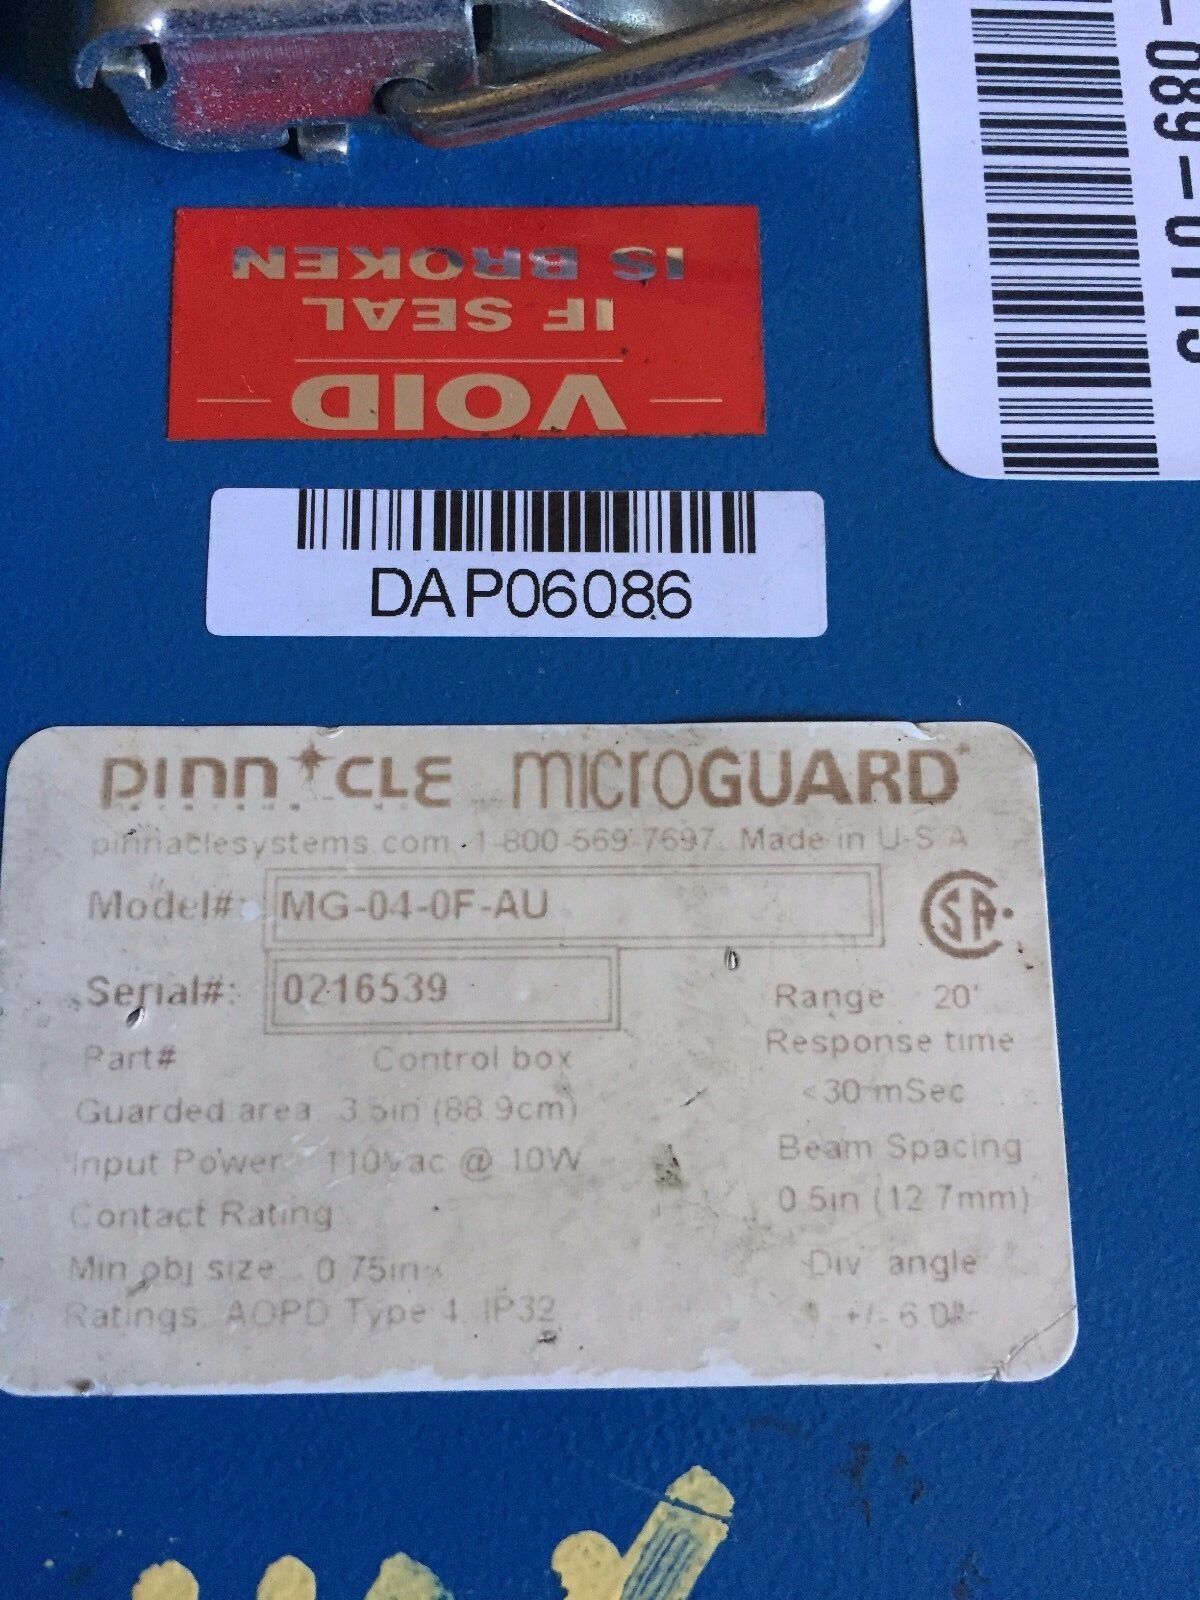 -089-0115
VOID
IF SEAL
IS BROKEN
DAP06086
PINNACLE MICROGUARD
pinnaclesystems.com 1-800-569-7697 Made in U-S-A
Model#: MG-04-0F-AU
CSA
Serial#: 0216539
Range 20'
Part# Control box
Response time
<30 mSec
Guarded area 3.5in (88.9cm)
Input Power 110Vac @ 10W
Beam Spacing
0.5in (12.7mm)
Contact Rating
Min obj size 0.75in
Div angle
Ratings: AOPD Type 4 IP32